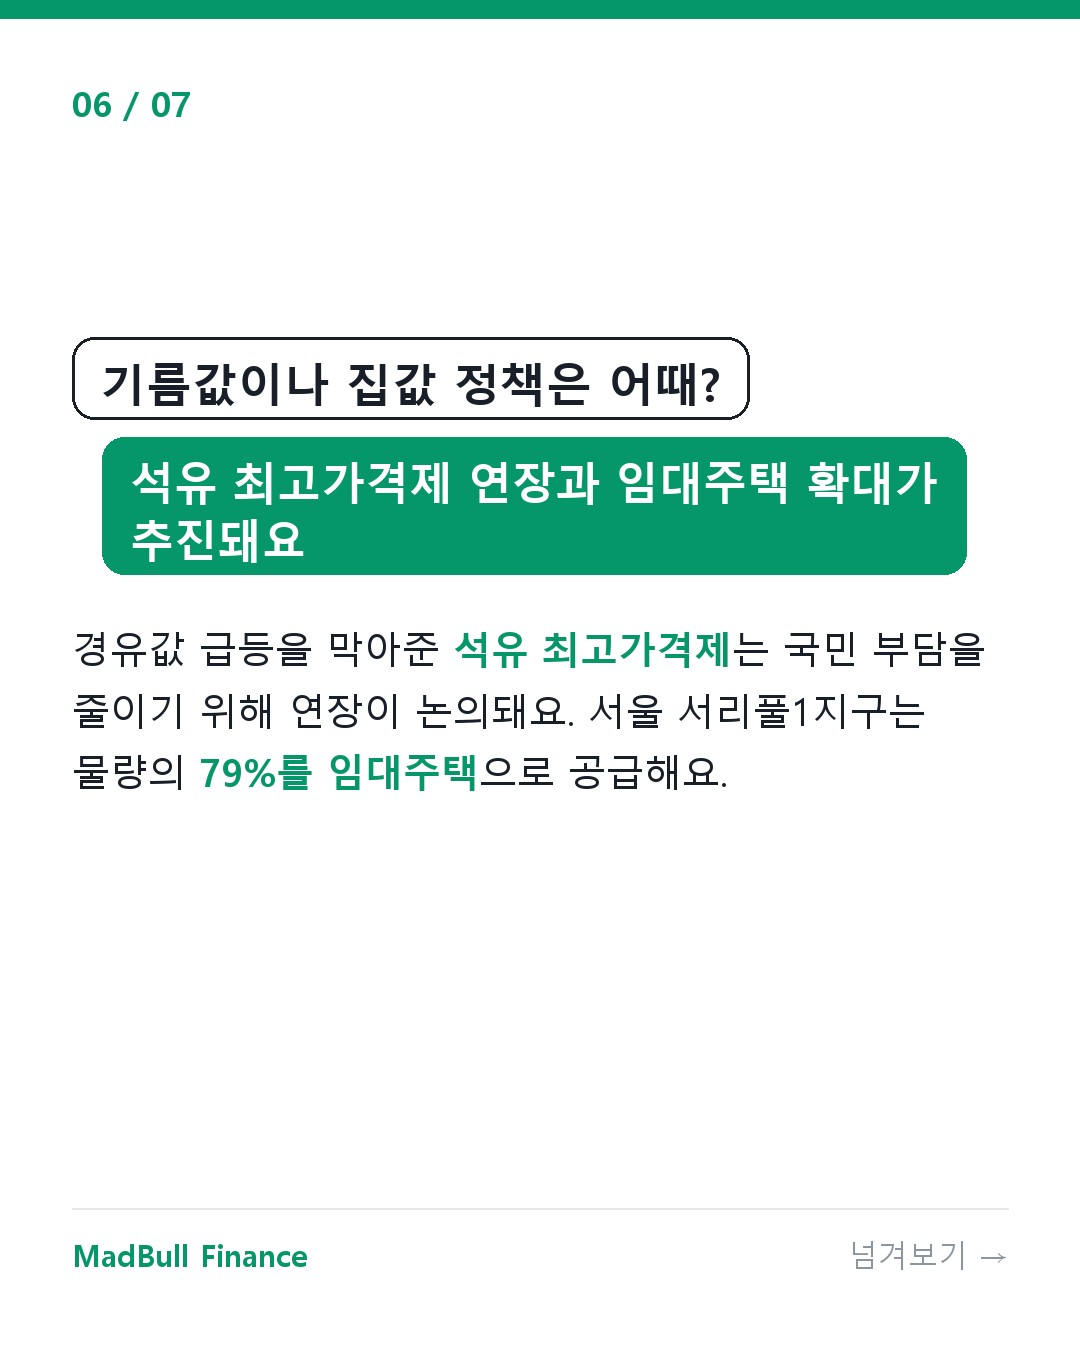 06 / 07
기름값이나 집값 정책은 어때?
석유 최고가격제 연장과 임대주택 확대가
추진돼요
경유값 급등을 막아준 석유 최고가격제는 국민 부담을
줄이기 위해 연장이 논의돼요. 서울 서리풀1지구는
물량의 79%를 임대주택으로 공급해요.
MadBull Finance
넘겨보기 →